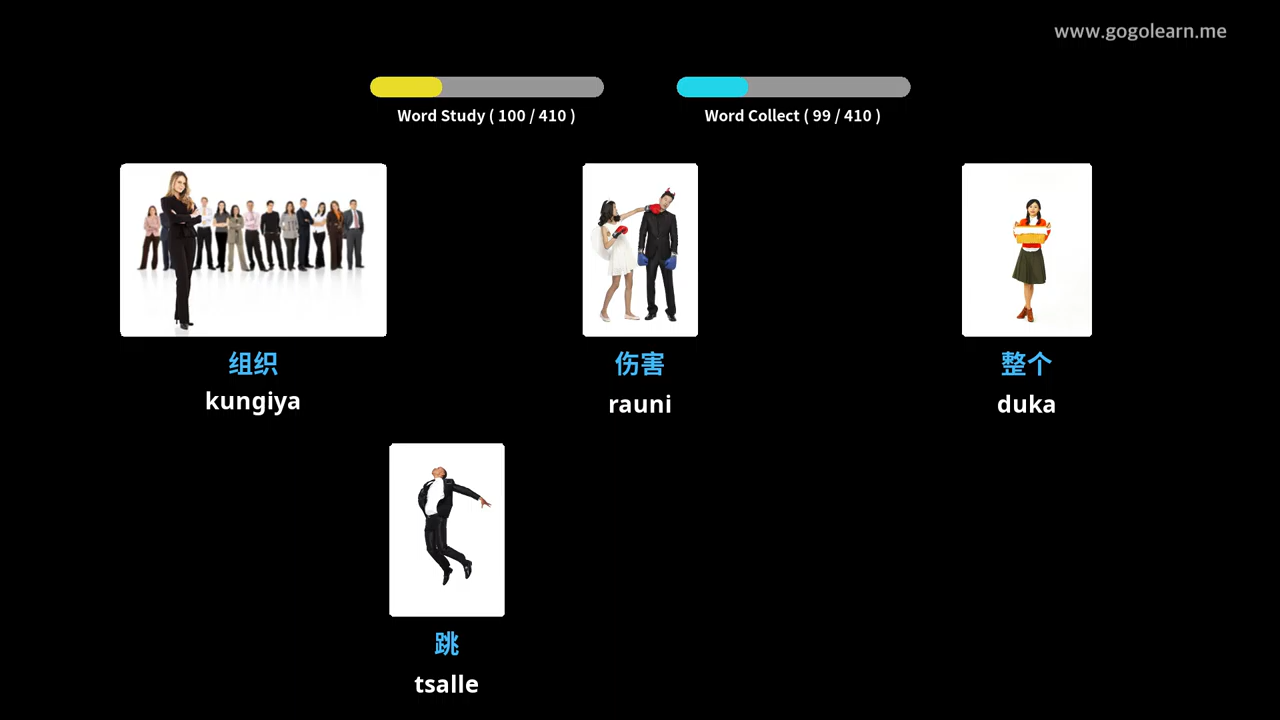 www.gogolearn.me
Word Study ( 100 / 410 )
Word Collect ( 99 / 410 )
组织
kungiya
伤害
rauni
整个
duka
跳
tsalle